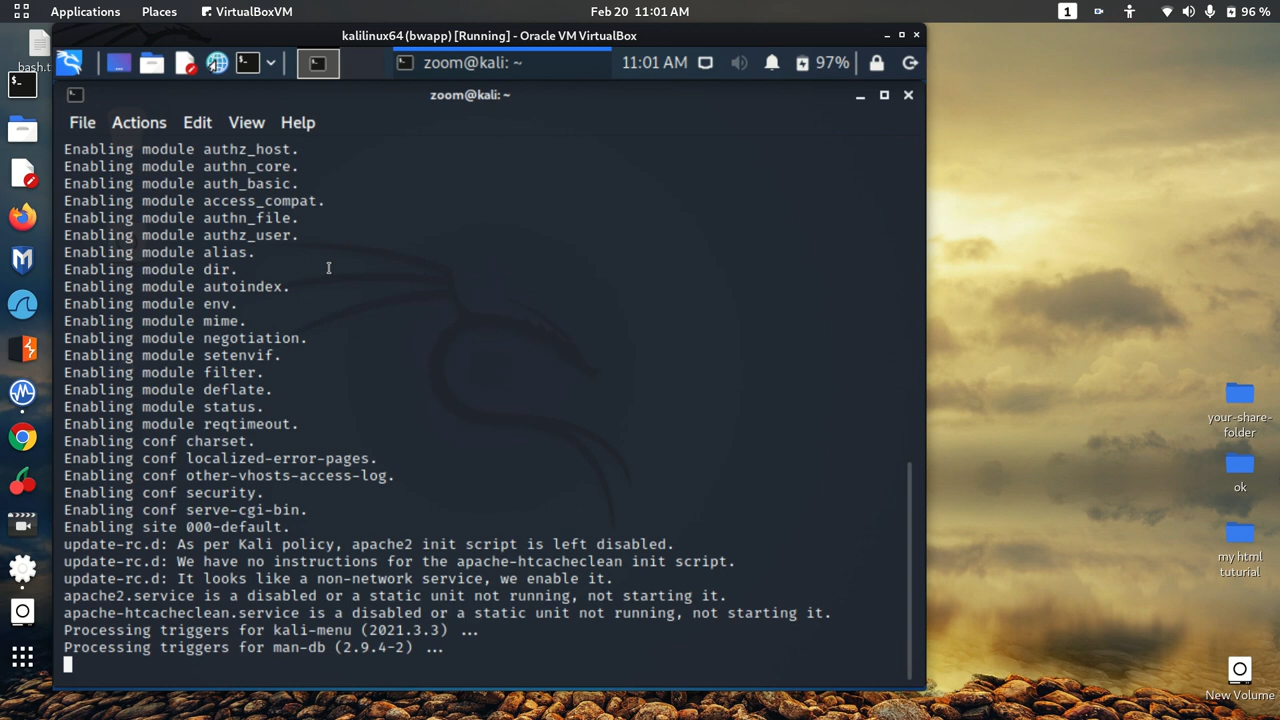 Applications Places VirtualBoxVM Feb 20 11:01 AM 1 96 %
kalilinux64 (bwapp) [Running] - Oracle VM VirtualBox
bash.t
zoom@kali: ~ 11:01 AM 97%
zoom@kali: ~
File Actions Edit View Help
Enabling module authz_host.
Enabling module authn_core.
Enabling module auth_basic.
Enabling module access_compat.
Enabling module authn_file.
Enabling module authz_user.
Enabling module alias.
Enabling module dir.
Enabling module autoindex.
Enabling module env.
Enabling module mime.
Enabling module negotiation.
Enabling module setenvif.
Enabling module filter.
Enabling module deflate.
Enabling module status.
Enabling module reqtimeout.
Enabling conf charset.
Enabling conf localized-error-pages.
Enabling conf other-vhosts-access-log.
Enabling conf security.
Enabling conf serve-cgi-bin.
Enabling site 000-default.
update-rc.d: As per Kali policy, apache2 init script is left disabled.
update-rc.d: We have no instructions for the apache-htcacheclean init script.
update-rc.d: It looks like a non-network service, we enable it.
apache2.service is a disabled or a static unit not running, not starting it.
apache-htcacheclean.service is a disabled or a static unit not running, not starting it.
Processing triggers for kali-menu (2021.3.3) ...
Processing triggers for man-db (2.9.4-2) ...
your-share-
folder
ok
my html
tuturial
New Volume